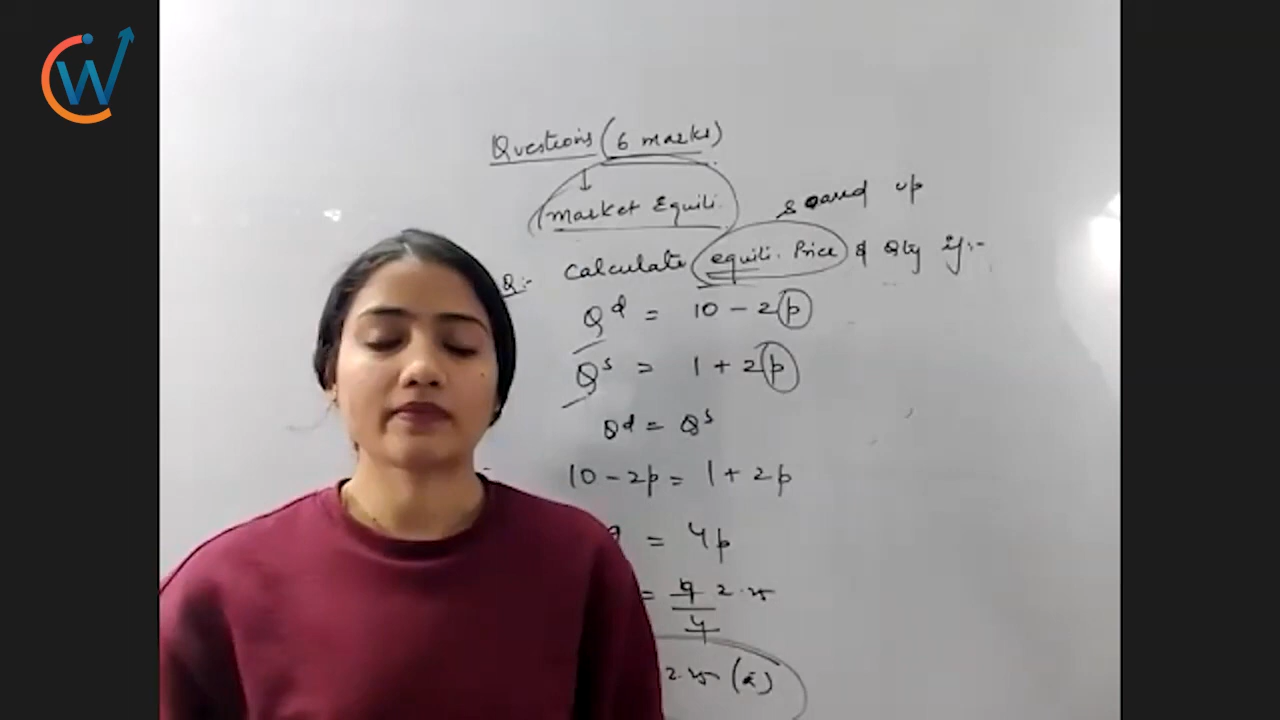 W
Questions (6 marks)
↓
Market Equili.
Round up
Q:- Calculate equili. Price & Qty if:-
Qᵈ = 10 - 2p
Qˢ = 1 + 2p
Qᵈ = Qˢ
10 - 2p = 1 + 2p
= 4p
= 9/4 2.25
2.25